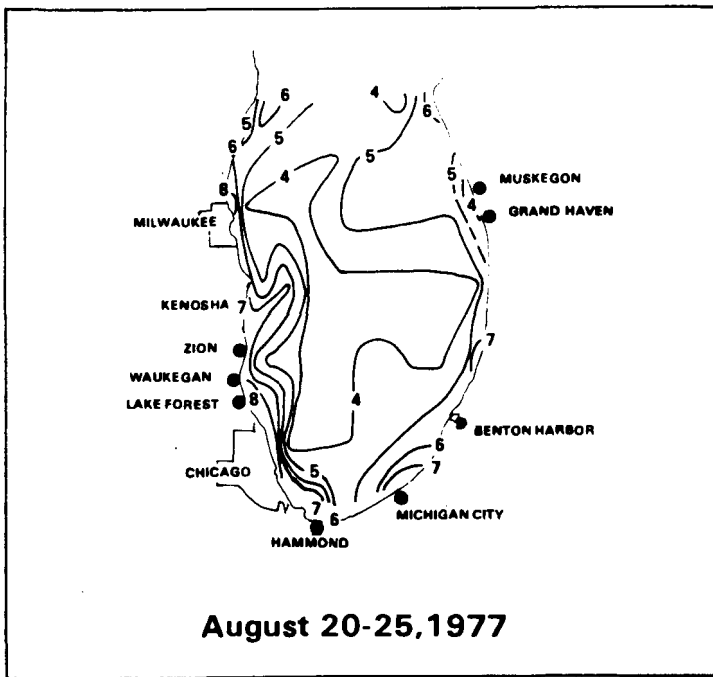 6
4
5
6
5
5
6
4
5
8
MUSKEGON
4
GRAND HAVEN
MILWAUKEE
KENOSHA
7
7
ZION
WAUKEGAN
4
LAKE FOREST
8
BENTON HARBOR
6
CHICAGO
5
7
7
6
MICHIGAN CITY
HAMMOND
August 20-25,1977